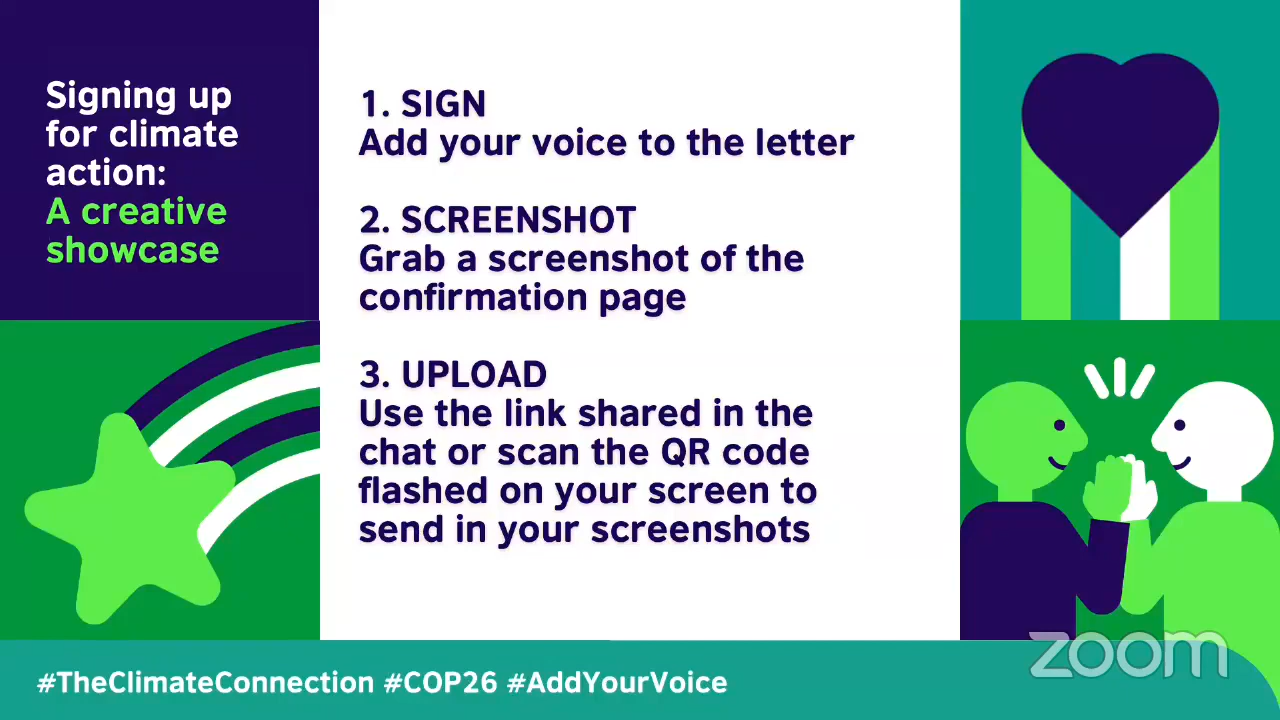 Signing up
for climate
action:
A creative
showcase
1. SIGN
Add your voice to the letter
2. SCREENSHOT
Grab a screenshot of the
confirmation page
3. UPLOAD
Use the link shared in the
chat or scan the QR code
flashed on your screen to
send in your screenshots
#TheClimateConnection #COP26 #AddYourVoice
zoom